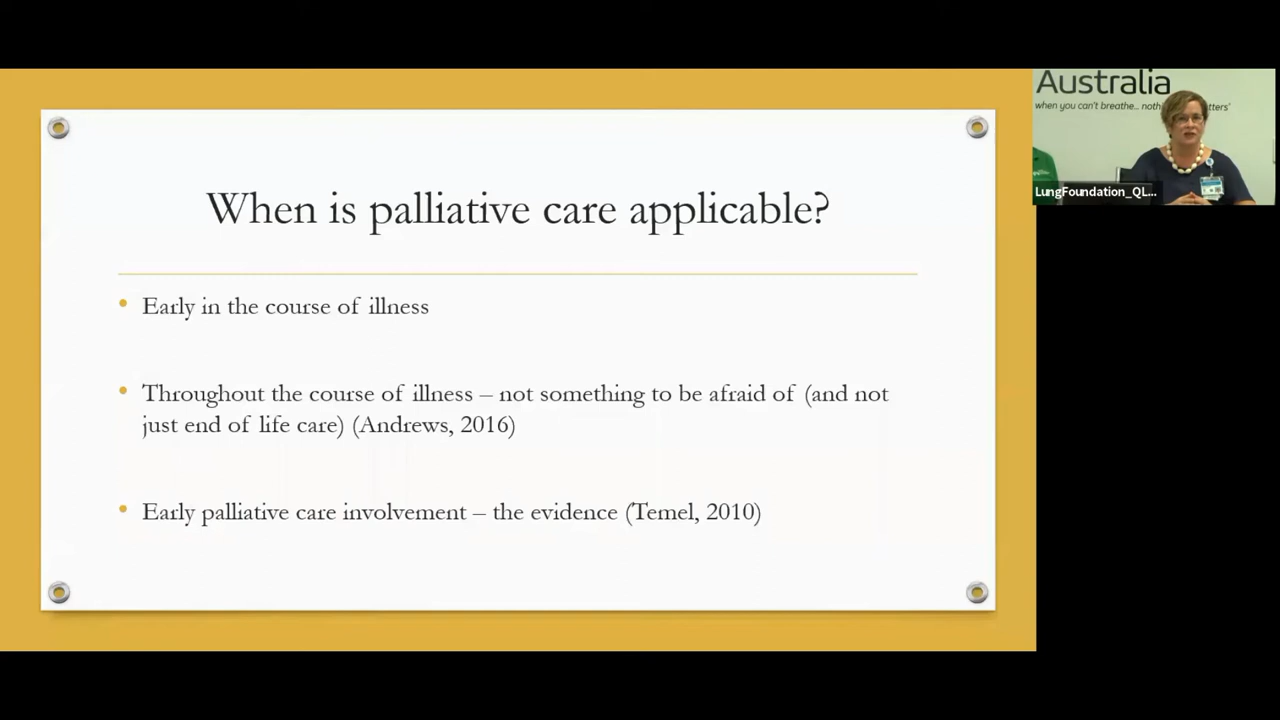 When is palliative care applicable?
• Early in the course of illness
• Throughout the course of illness – not something to be afraid of (and not
just end of life care) (Andrews, 2016)
• Early palliative care involvement – the evidence (Temel, 2010)
Australia
when you can't breathe... noth
LungFoundation_QL...